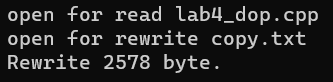 open for read lab4_dop.cpp
open for rewrite copy.txt
Rewrite 2578 byte.